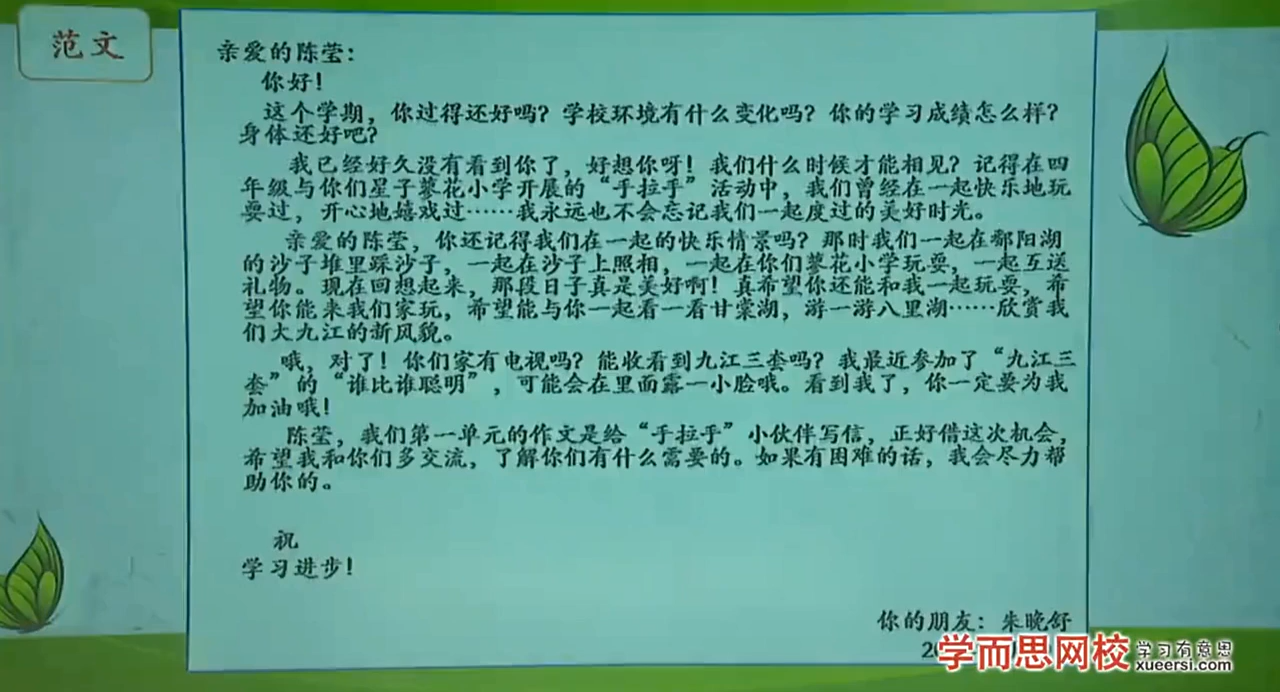 范文
亲爱的陈莹：
你好！
这个学期，你过得还好吗？学校环境有什么变化吗？你的学习成绩怎么样？
身体还好吧？
我已经好久没有看到你了，好想你呀！我们什么时候才能相见？记得在四
年级与你们星子蓼花小学开展的“手拉手”活动中，我们曾经在一起快乐地玩
耍过，开心地嬉戏过……我永远也不会忘记我们一起度过的美好时光。
亲爱的陈莹，你还记得我们在一起的快乐情景吗？那时我们一起在鄱阳湖
的沙子堆里踩沙子，一起在沙子上照相，一起在你们蓼花小学玩耍，一起互送
礼物。现在回想起来，那段日子真是美好啊！真希望你还能和我一起玩耍，希
望你能来我们家玩，希望能与你一起看一看甘棠湖，游一游八里湖……欣赏我
们大九江的新风貌。
哦，对了！你们家有电视吗？能收看到九江三套吗？我最近参加了“九江三
套”的“谁比谁聪明”，可能会在里面露一小脸哦。看到我了，你一定要为我
加油哦！
陈莹，我们第一单元的作文是给“手拉手”小伙伴写信，正好借这次机会，
希望我和你们多交流，了解你们有什么需要的。如果有困难的话，我会尽力帮
助你的。
祝
学习进步！
你的朋友：朱晚舒
学而思网校
学习有意思
xueersi.com